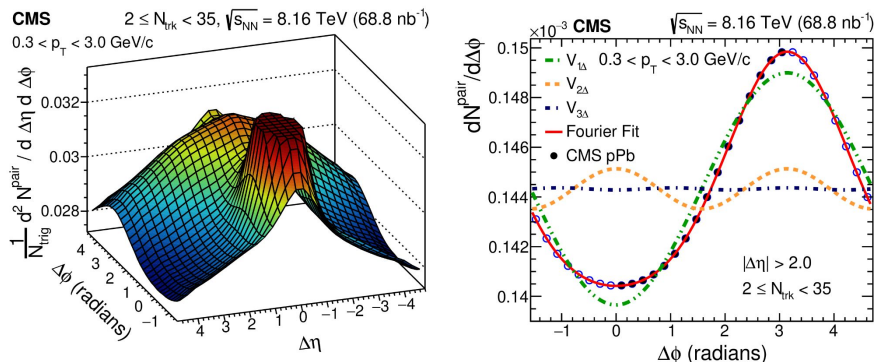 CMS 2 ≤ N_trk < 35, √s_NN = 8.16 TeV (68.8 nb⁻¹)
0.3 < p_T < 3.0 GeV/c
1/N_trig d² N^pair / d Δη d Δϕ
0.032
0.03
0.028
Δϕ (radians)
4 3 2 1 0 −1
4 3 2 1 0 −1 −2 −3 −4
Δη
×10⁻³ CMS √s_NN = 8.16 TeV (68.8 nb⁻¹)
dN^pair/dΔϕ
0.15
0.148
0.146
0.144
0.142
0.14
V_1Δ 0.3 < p_T < 3.0 GeV/c
V_2Δ
V_3Δ
Fourier Fit
CMS pPb
|Δη| > 2.0
2 ≤ N_trk < 35
−1 0 1 2 3 4
Δϕ (radians)